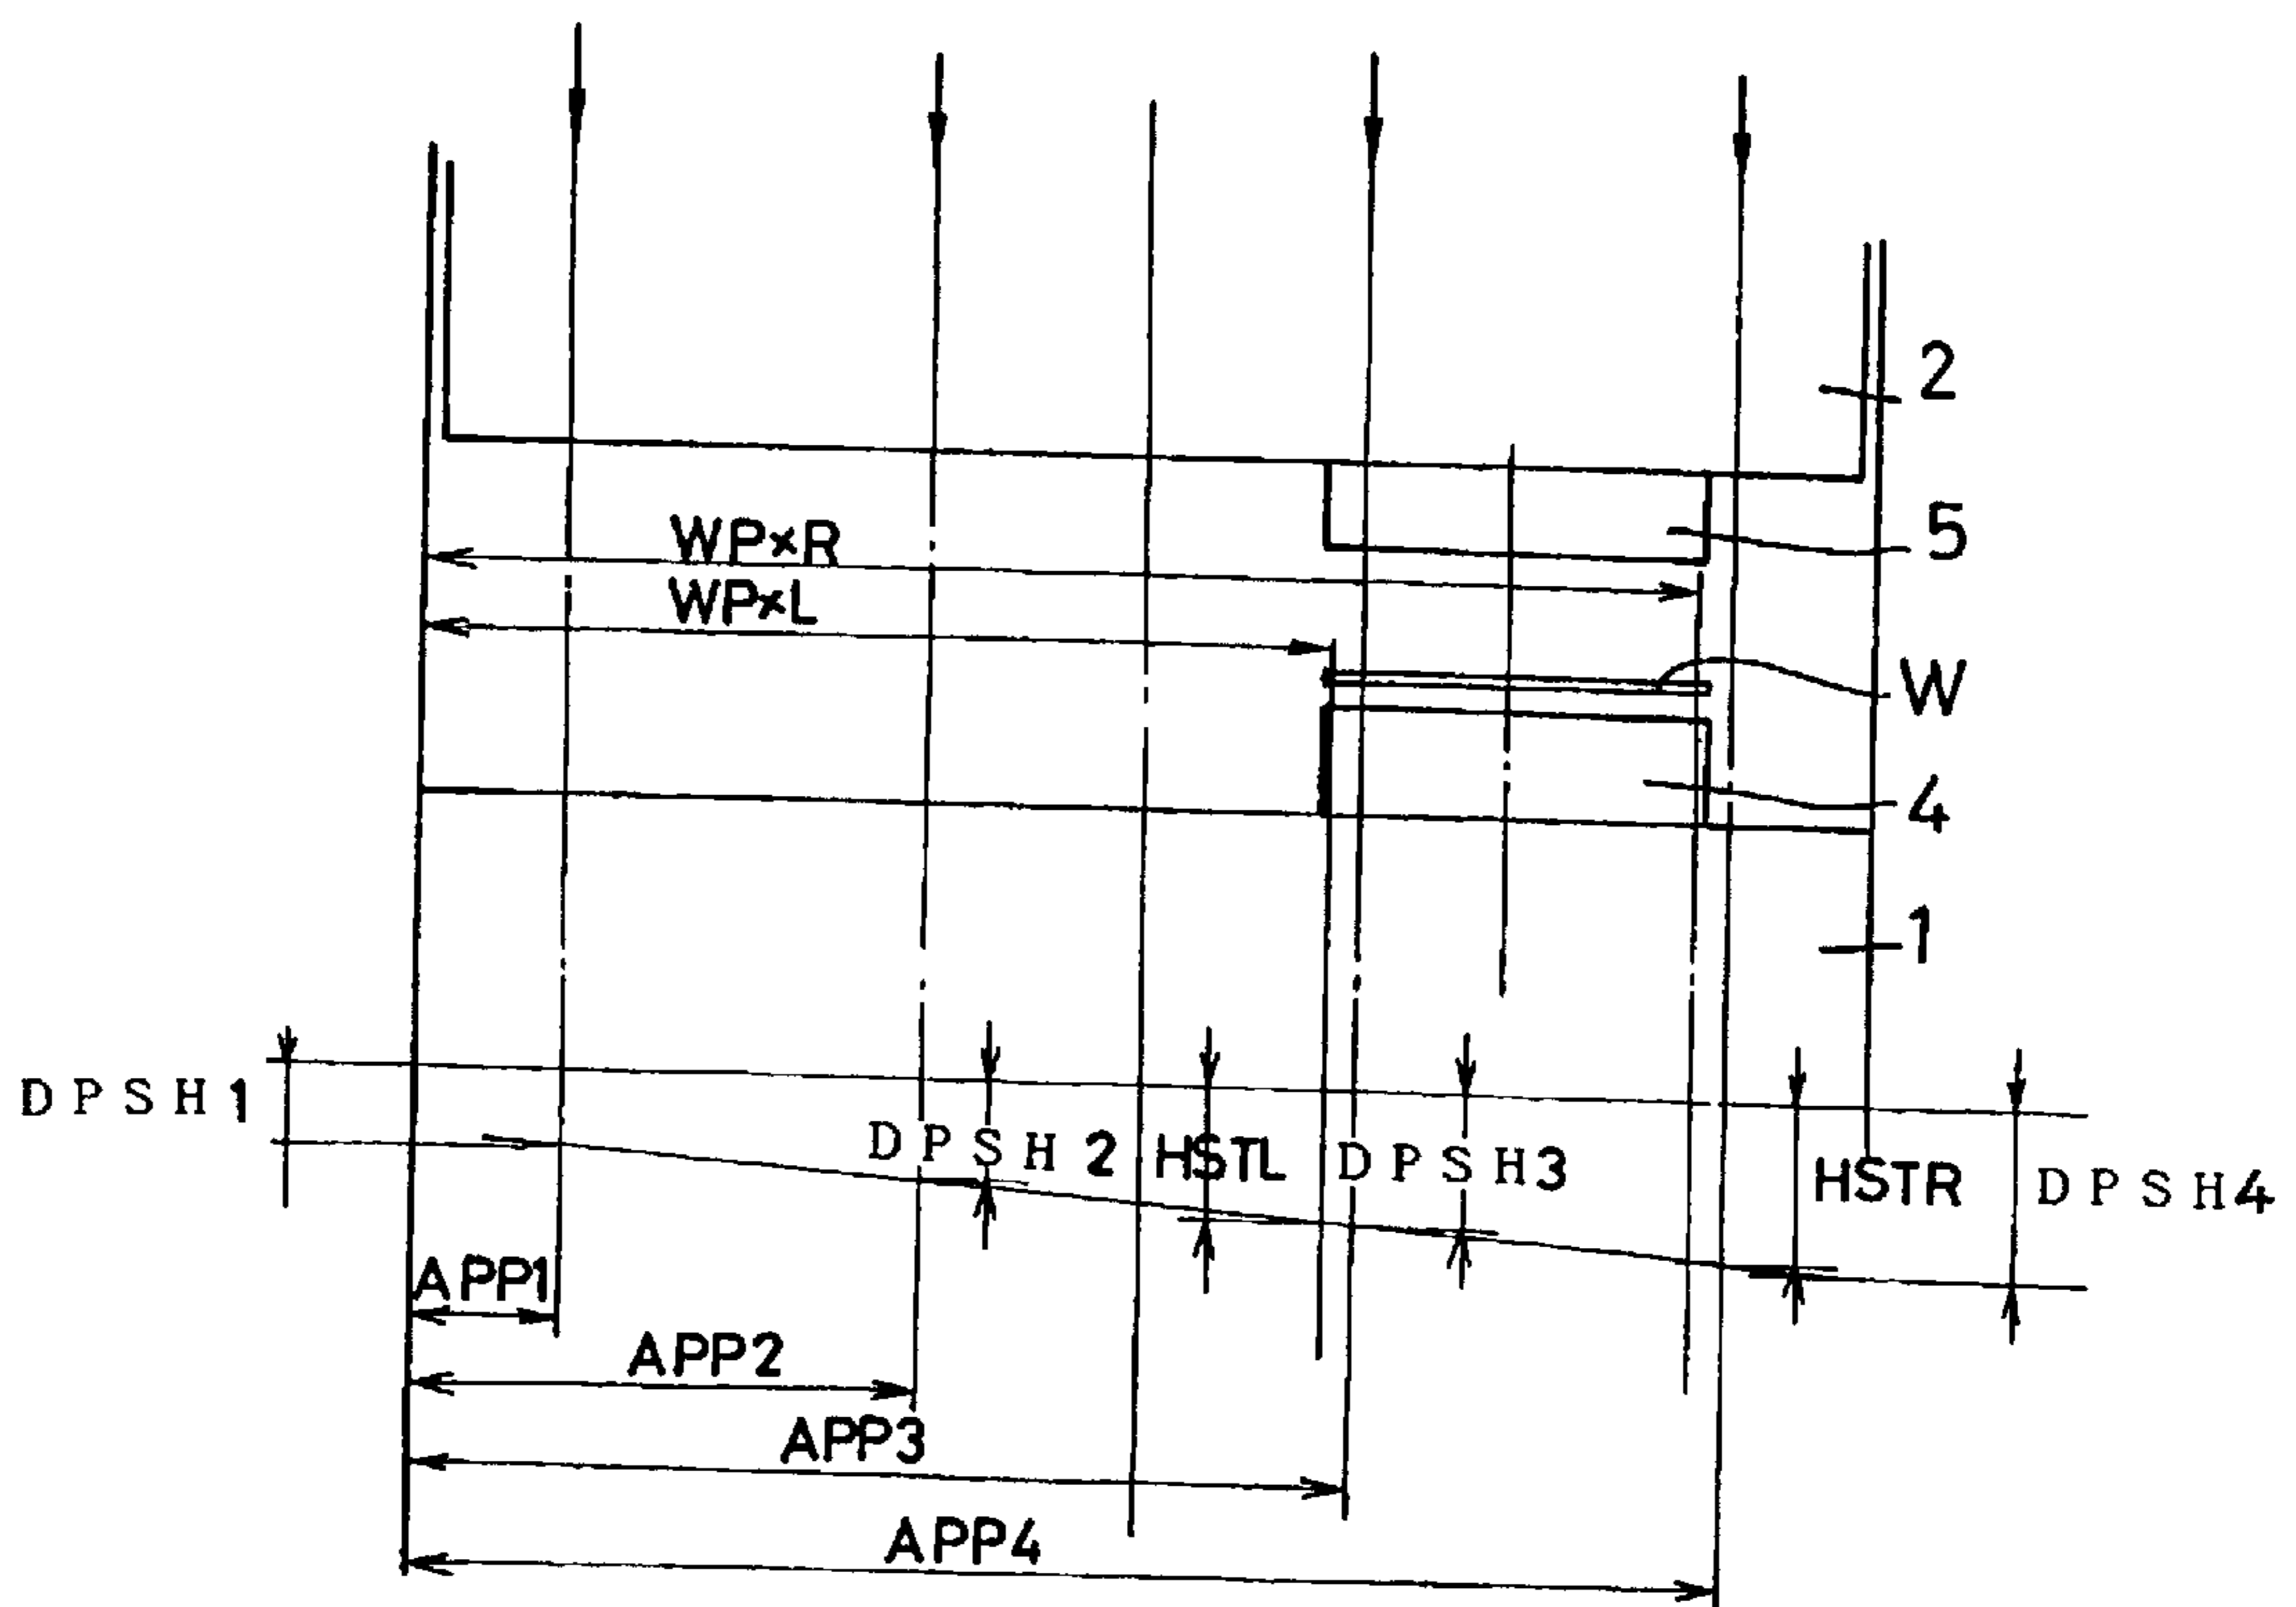 2
WP×R
5
WP×L
W
4
1
DPSH1
DPSH2
HSTL
DPSH3
HSTR
DPSH4
APP1
APP2
APP3
APP4